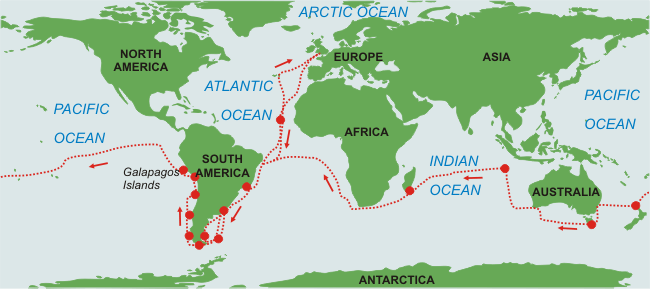 ARCTIC OCEAN
NORTH
AMERICA
EUROPE
ASIA
ATLANTIC
OCEAN
PACIFIC
OCEAN
PACIFIC
OCEAN
AFRICA
Galapagos
Islands
SOUTH
AMERICA
INDIAN
OCEAN
AUSTRALIA
ANTARCTICA